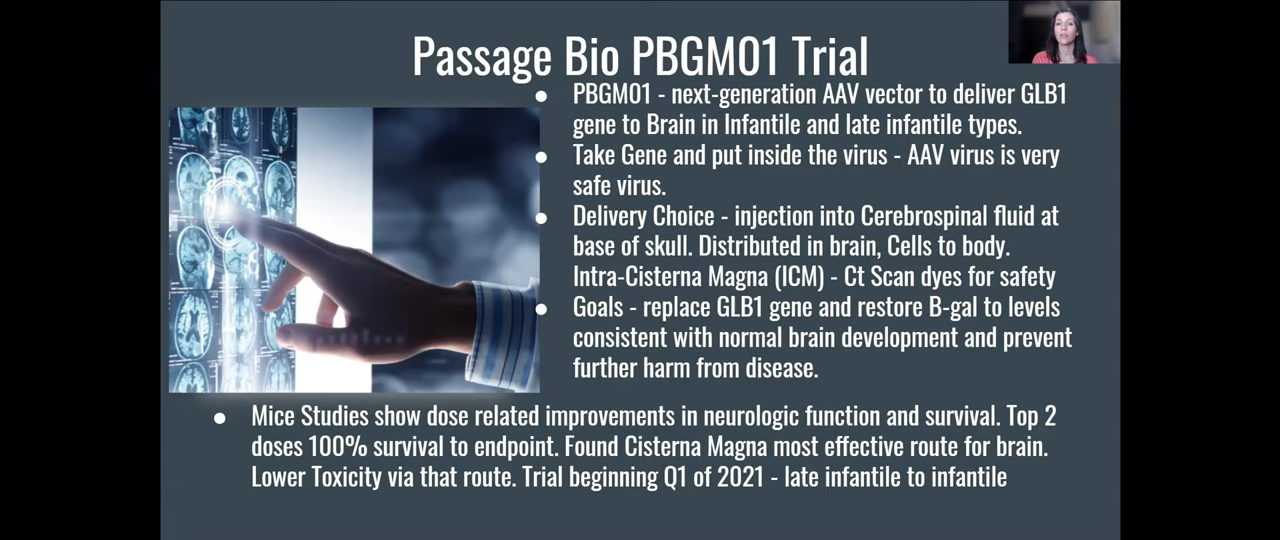 Passage Bio PBGM01 Trial
● PBGM01 - next-generation AAV vector to deliver GLB1
gene to Brain in Infantile and late infantile types.
● Take Gene and put inside the virus - AAV virus is very
safe virus.
● Delivery Choice - injection into Cerebrospinal fluid at
base of skull. Distributed in brain, Cells to body.
Intra-Cisterna Magna (ICM) - Ct Scan dyes for safety
● Goals - replace GLB1 gene and restore B-gal to levels
consistent with normal brain development and prevent
further harm from disease.
● Mice Studies show dose related improvements in neurologic function and survival. Top 2
doses 100% survival to endpoint. Found Cisterna Magna most effective route for brain.
Lower Toxicity via that route. Trial beginning Q1 of 2021 - late infantile to infantile